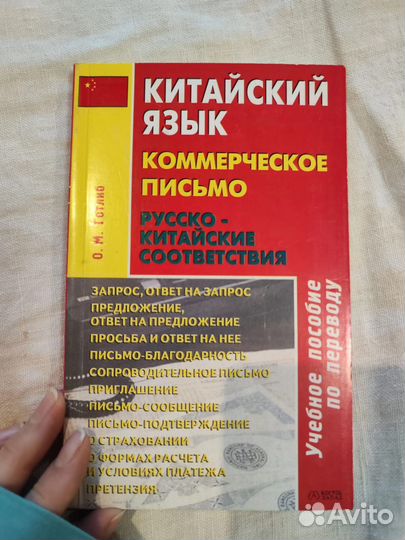 КИТАЙСКИЙ
ЯЗЫК
КОММЕРЧЕСКОЕ
ПИСЬМО
РУССКО -
КИТАЙСКИЕ
СООТВЕТСТВИЯ
О. М. Готлиб
ЗАПРОС, ОТВЕТ НА ЗАПРОС
ПРЕДЛОЖЕНИЕ,
ОТВЕТ НА ПРЕДЛОЖЕНИЕ
ПРОСЬБА И ОТВЕТ НА НЕЕ
ПИСЬМО-БЛАГОДАРНОСТЬ
СОПРОВОДИТЕЛЬНОЕ ПИСЬМО
ПРИГЛАШЕНИЕ
ПИСЬМО-СООБЩЕНИЕ
ПИСЬМО-ПОДТВЕРЖДЕНИЕ
О СТРАХОВАНИИ
О ФОРМАХ РАСЧЕТА
И УСЛОВИЯХ ПЛАТЕЖА
ПРЕТЕНЗИЯ
Учебное пособие
по переводу
ВОСТОК
ЗАПАД
Avito